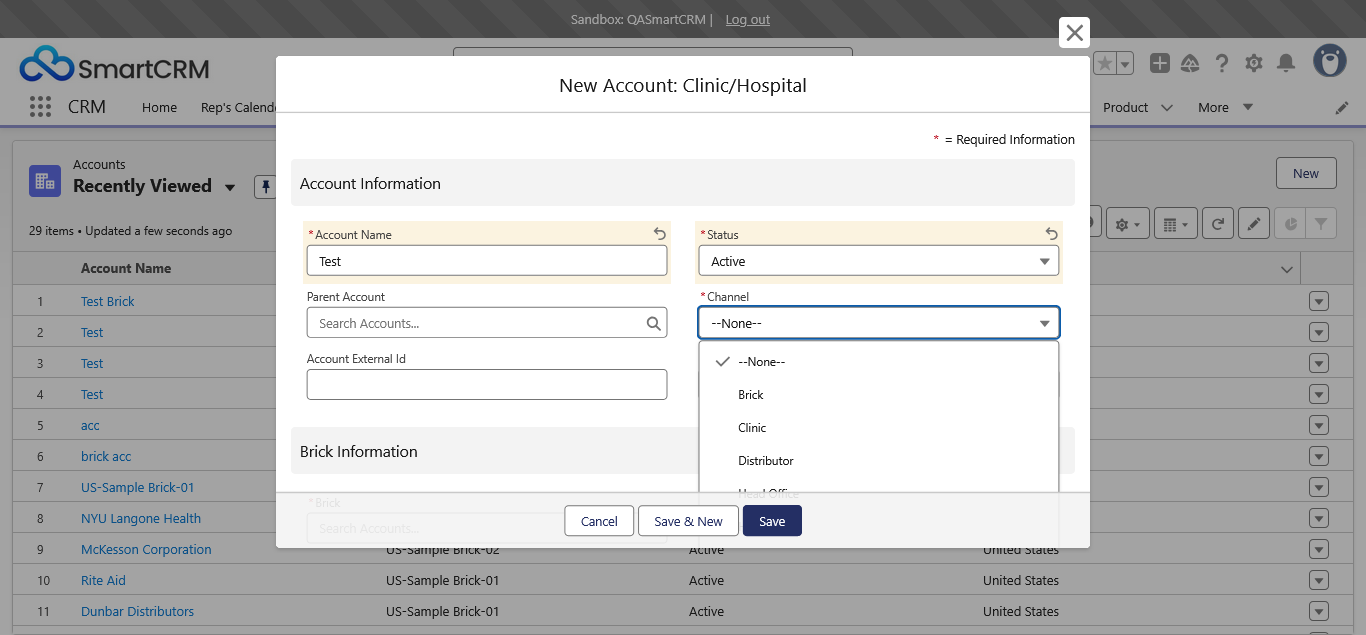 Sandbox: QASmartCRM | Log out
SmartCRM
CRM Home Rep's Calend Product More
New Account: Clinic/Hospital
* = Required Information
Account Information
*Account Name
Test
*Status
Active
Parent Account
Search Accounts...
*Channel
--None--
Account External Id
--None--
Brick
Clinic
Distributor
Head Office
Brick Information
*Brick
Search Accounts...
Cancel Save & New Save
Accounts
Recently Viewed
New
29 items • Updated a few seconds ago
Account Name
1 Test Brick
2 Test
3 Test
4 Test
5 acc
6 brick acc
7 US-Sample Brick-01
8 NYU Langone Health
9 McKesson Corporation US-Sample Brick-02 Active United States
10 Rite Aid US-Sample Brick-01 Active United States
11 Dunbar Distributors US-Sample Brick-01 Active United States